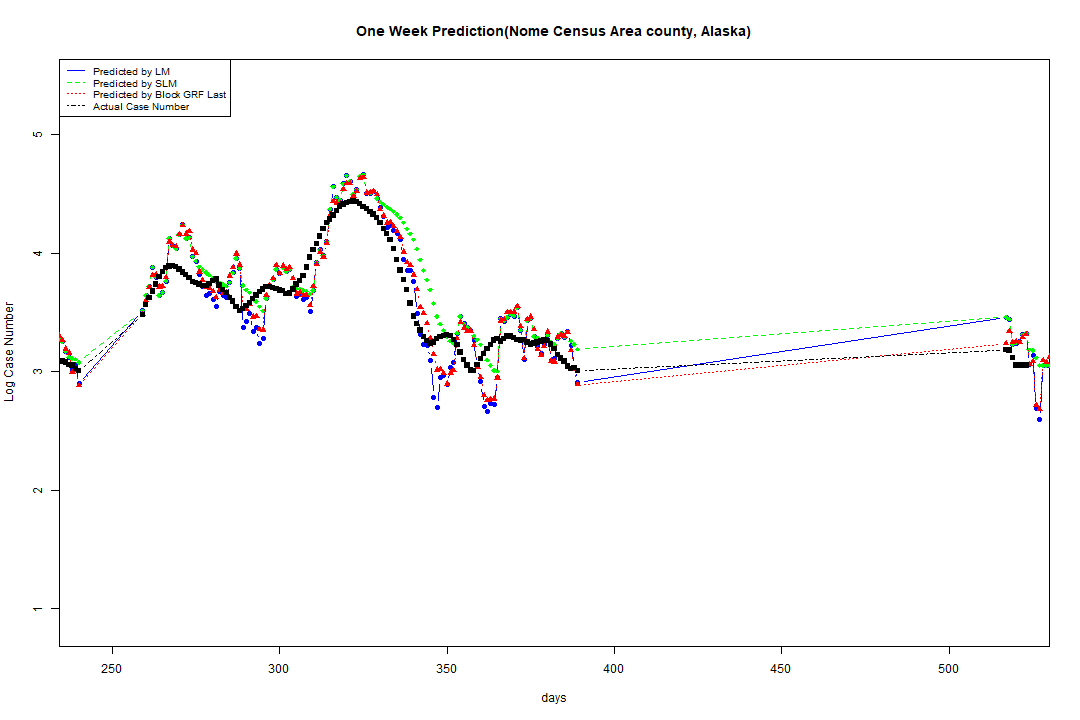 One Week Prediction(Nome Census Area county, Alaska)
Predicted by LM
Predicted by SLM
Predicted by Block GRF Last
Actual Case Number
Log Case Number
5
4
3
2
1
250 300 350 400 450 500
days